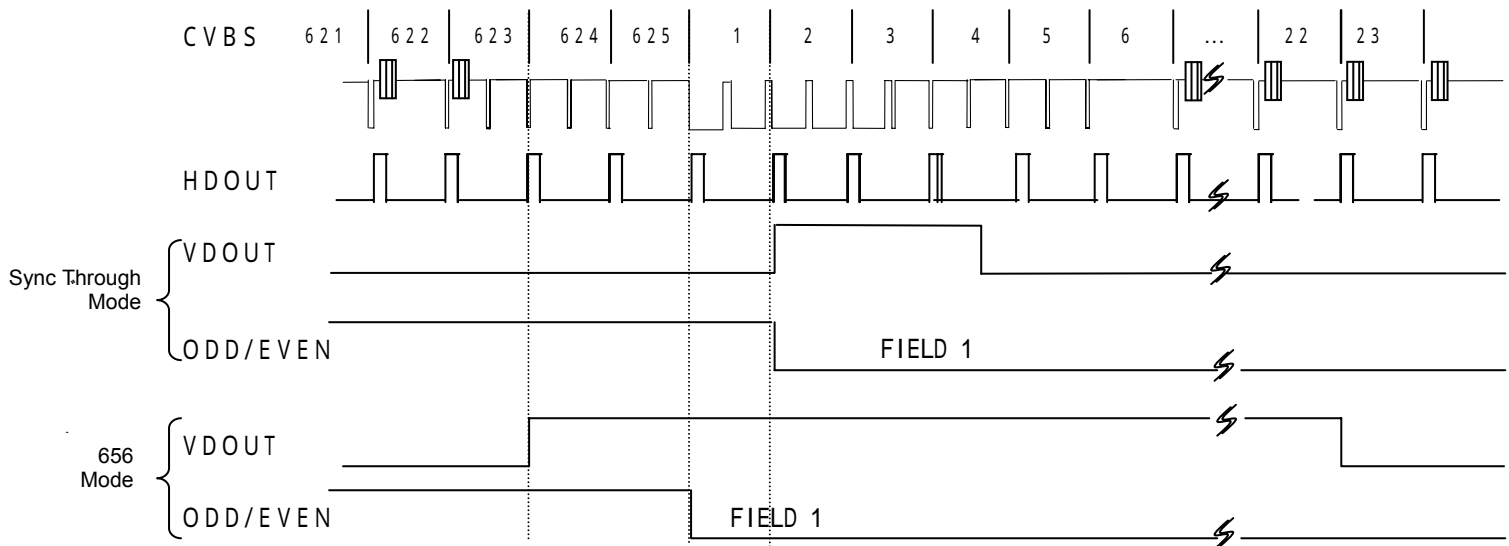 CVBS 621 622 623 624 625 1 2 3 4 5 6 ... 22 23
HDOUT
Sync Through
Mode
VDOUT
ODD/EVEN
FIELD 1
656
Mode
VDOUT
ODD/EVEN
FIELD 1